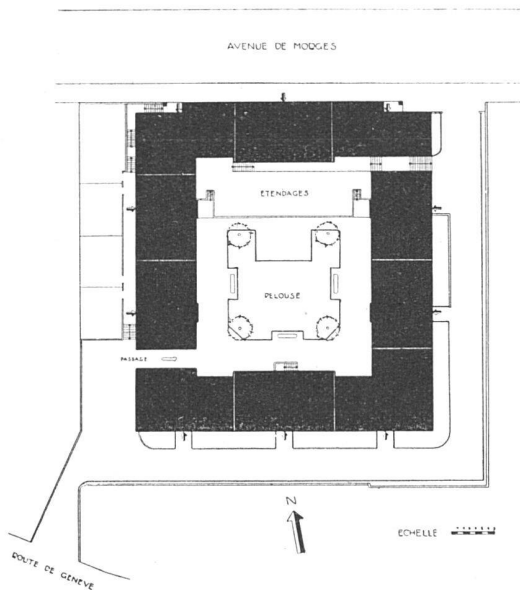 AVENUE DE MORGES
ETENDAGES
PELOUSE
PASSAGE
N
ECHELLE
ROUTE DE GENEVE